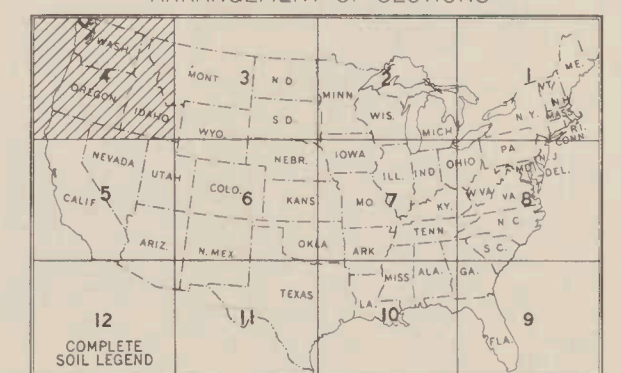 ARRANGEMENT OF SECTIONS
WASH.
4
OREGON
IDAHO
MONT
3
N D
S D
WYO.
NEBR.
2
MINN
WIS.
MICH
1
ME.
VT.
N H
MASS
R.I.
CONN
N. Y.
5
NEVADA
UTAH
CALIF
ARIZ.
6
COLO.
KANS
N. MEX.
OKLA
7
IOWA
ILL.
IND
OHIO
MO.
KY.
TENN
ARK
8
PA
N J
MD
DEL.
W VA
VA
N C
S C.
12
COMPLETE
SOIL LEGEND
11
TEXAS
10
MISS
ALA.
LA.
GA.
9
FLA.